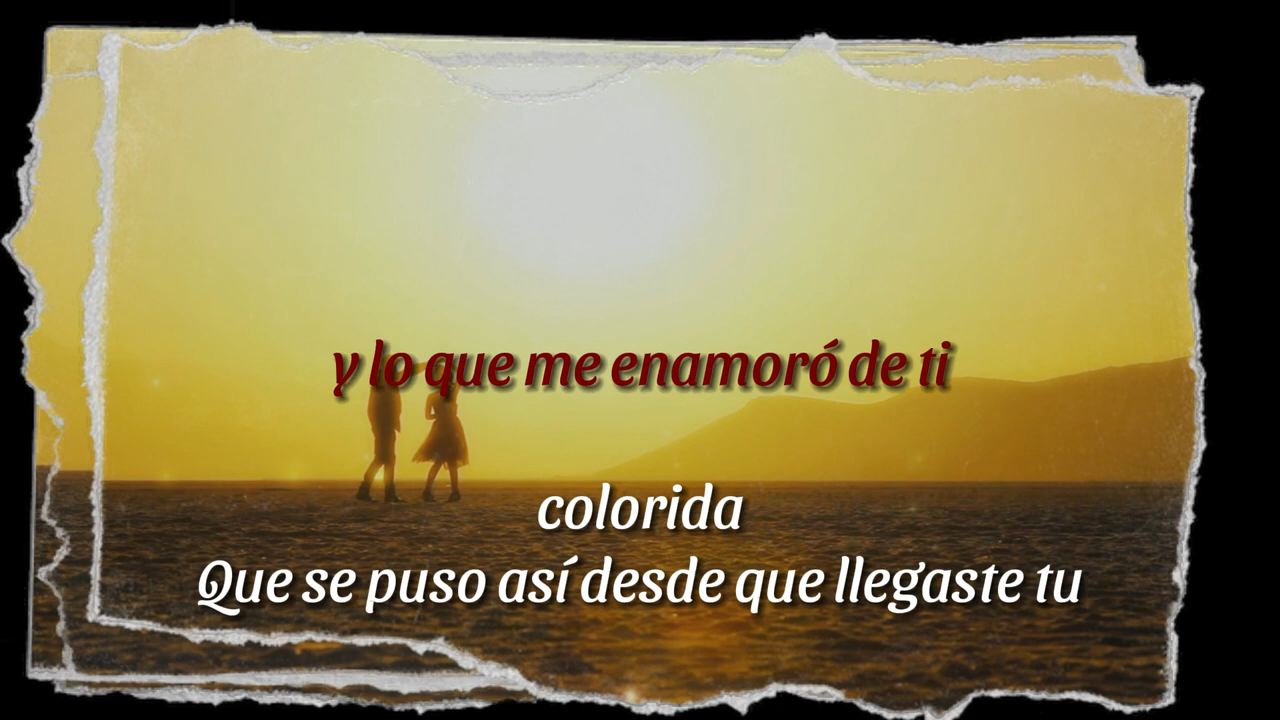 y lo que me enamoró de ti
colorida
Que se puso así desde que llegaste tu